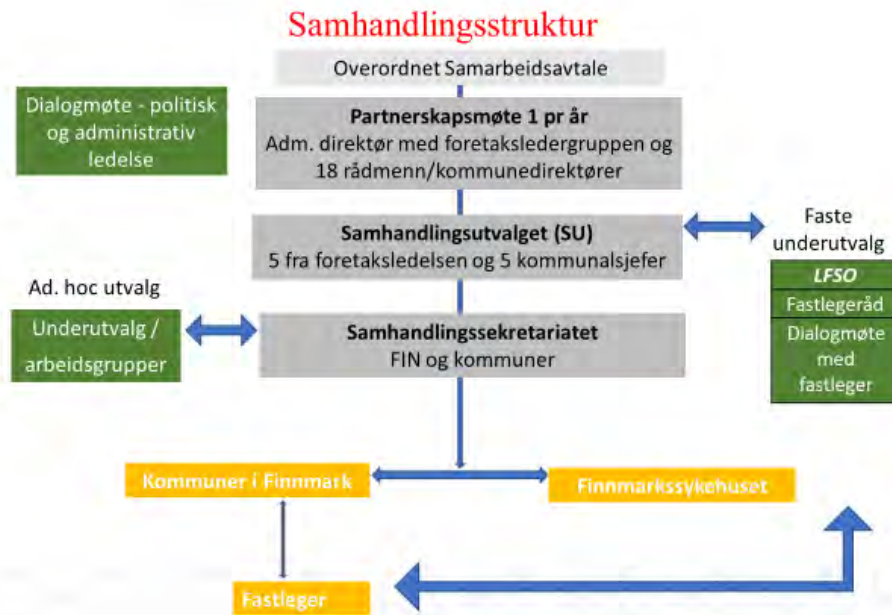 Samhandlingsstruktur
Overordnet Samarbeidsavtale
Dialogmøte - politisk
og administrativ
ledelse
Partnerskapsmøte 1 pr år
Adm. direktør med foretaksledergruppen og
18 rådmenn/kommunedirektører
Samhandlingsutvalget (SU)
5 fra foretaksledelsen og 5 kommunalsjefer
Faste
underutvalg
LFSO
Fastlegeråd
Dialogmøte
med
fastleger
Ad. hoc utvalg
Underutvalg /
arbeidsgrupper
Samhandlingssekretariatet
FIN og kommuner
Kommuner i Finnmark
Finnmarkssykehuset
Fastleger